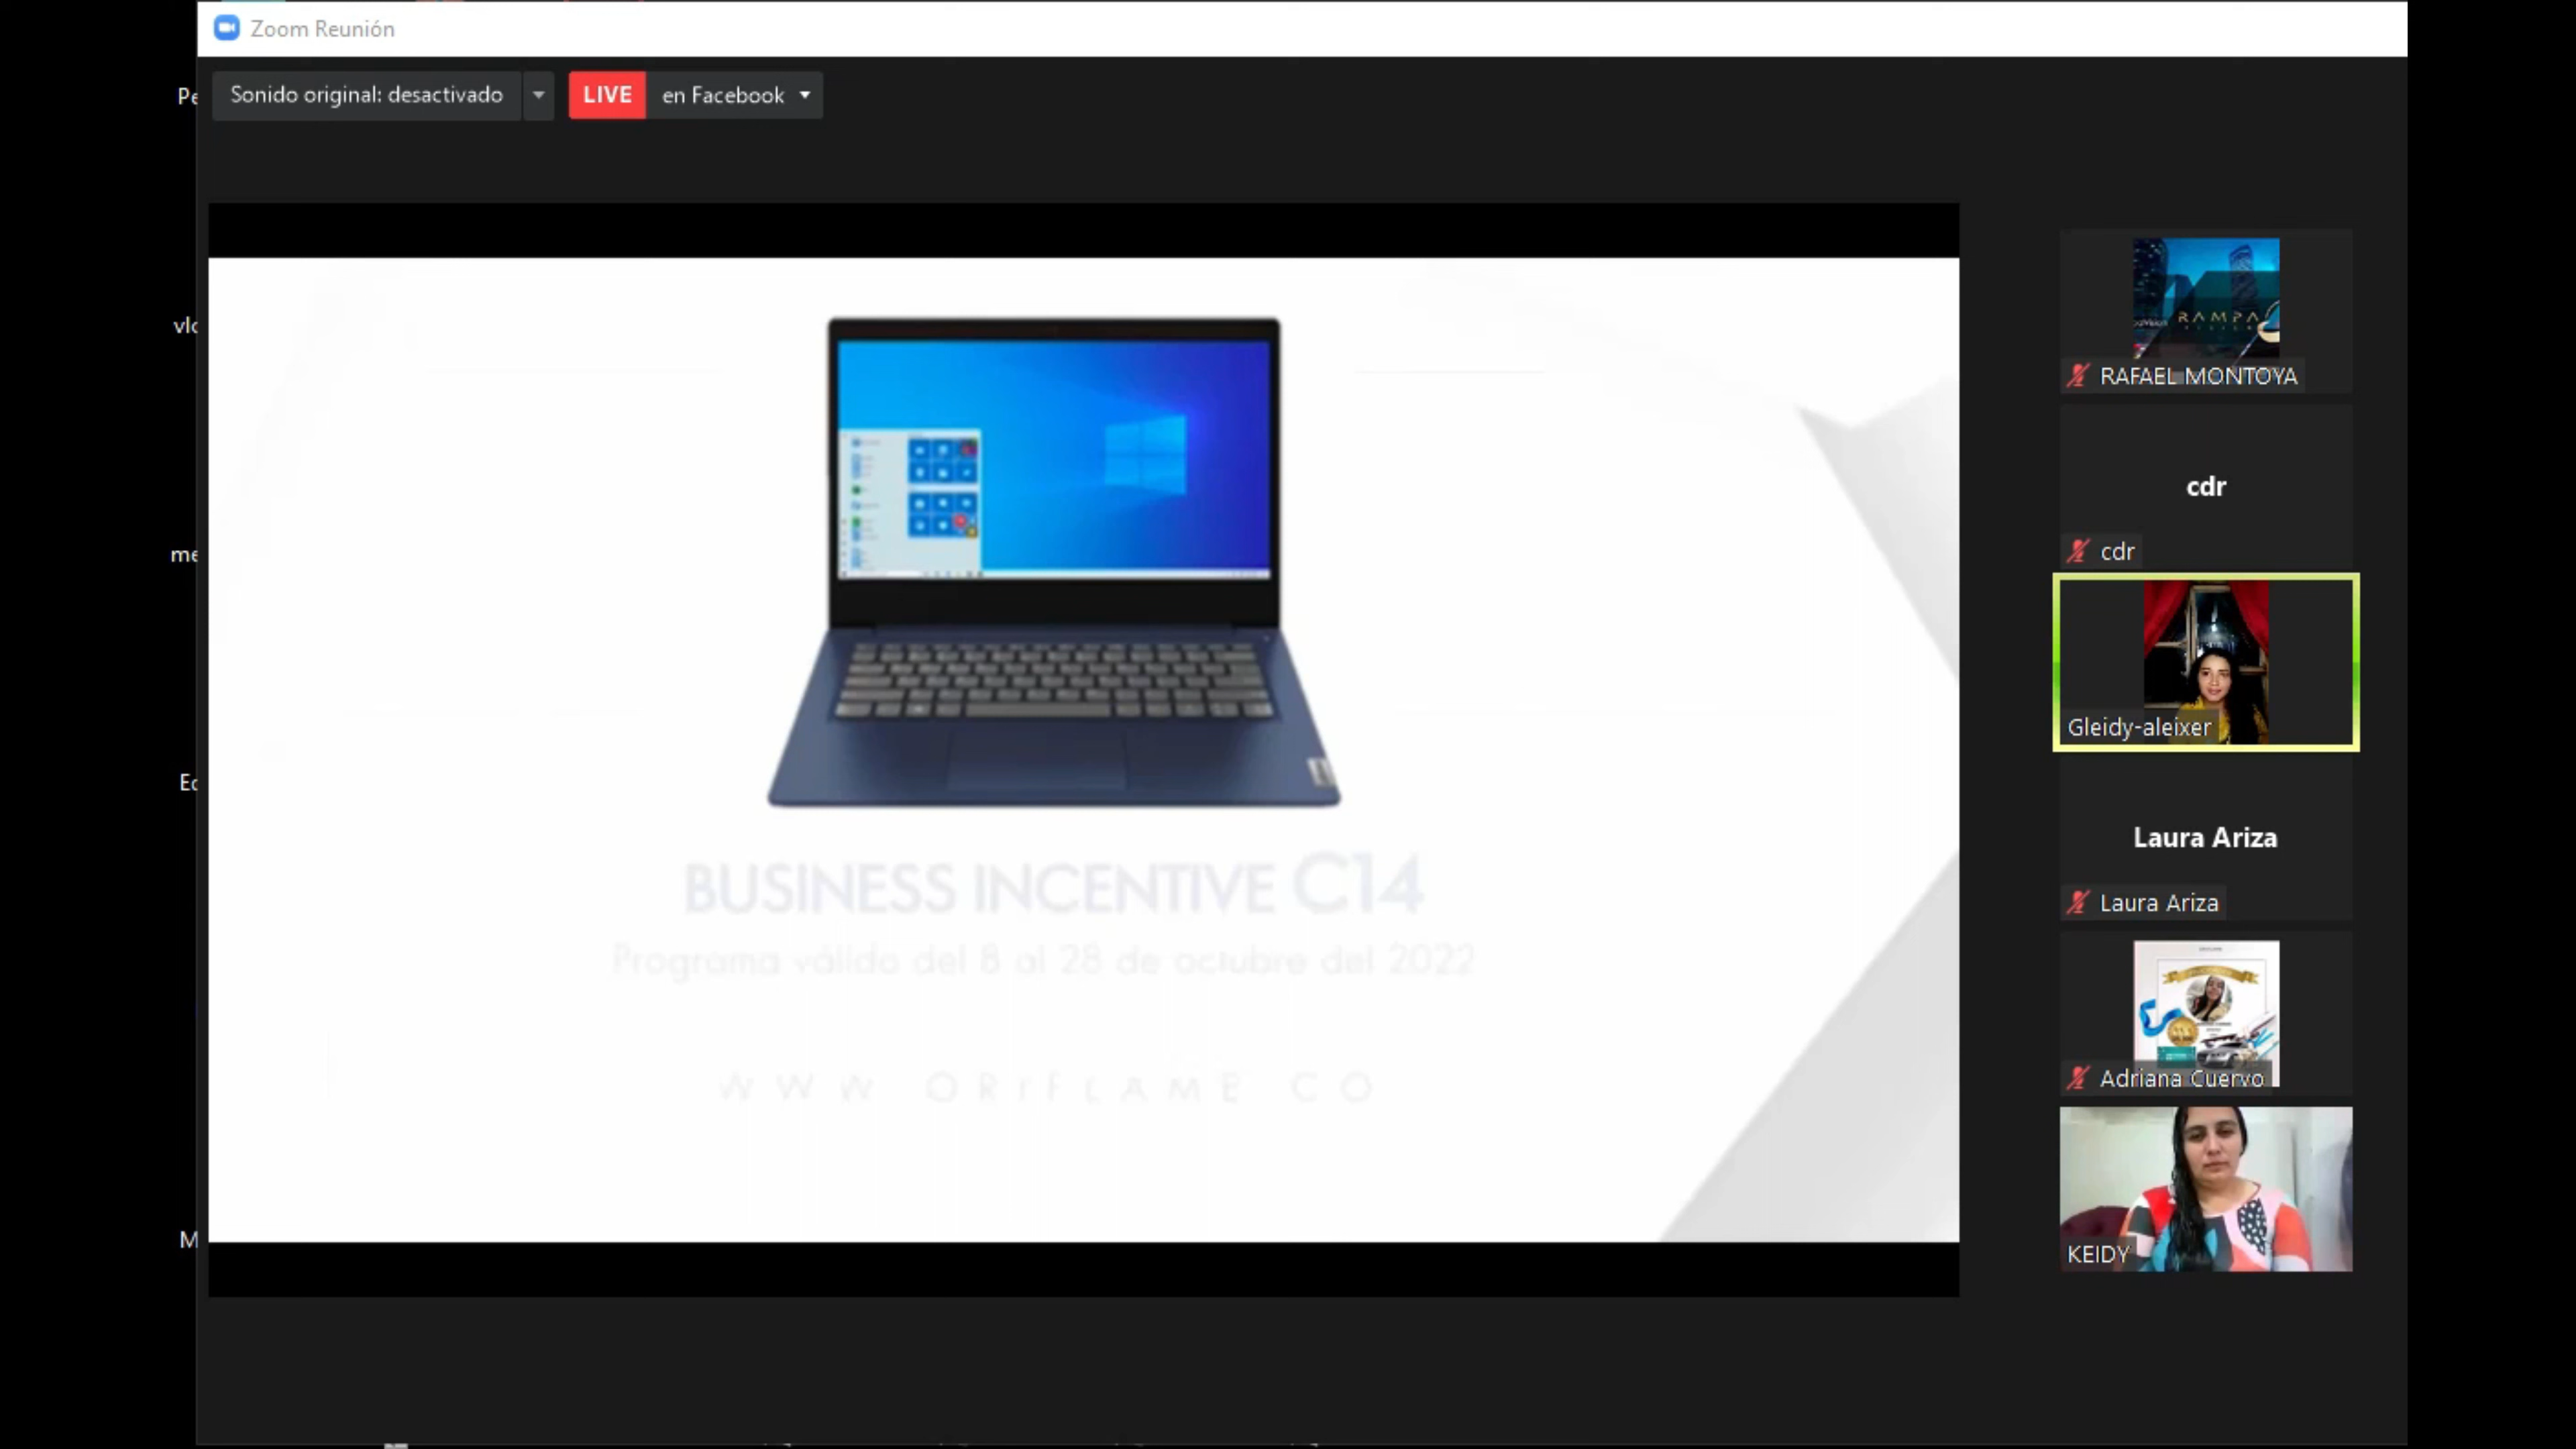 Zoom Reunión
Sonido original: desactivado
LIVE en Facebook
BUSINESS INCENTIVE C14
Programa válido del 8 al 28 de octubre del 2022
WWW ORIFLAME CO
RAMPA
RAFAEL MONTOYA
cdr
cdr
Gleidy-aleixer
Laura Ariza
Laura Ariza
Adriana Cuervo
KEIDY